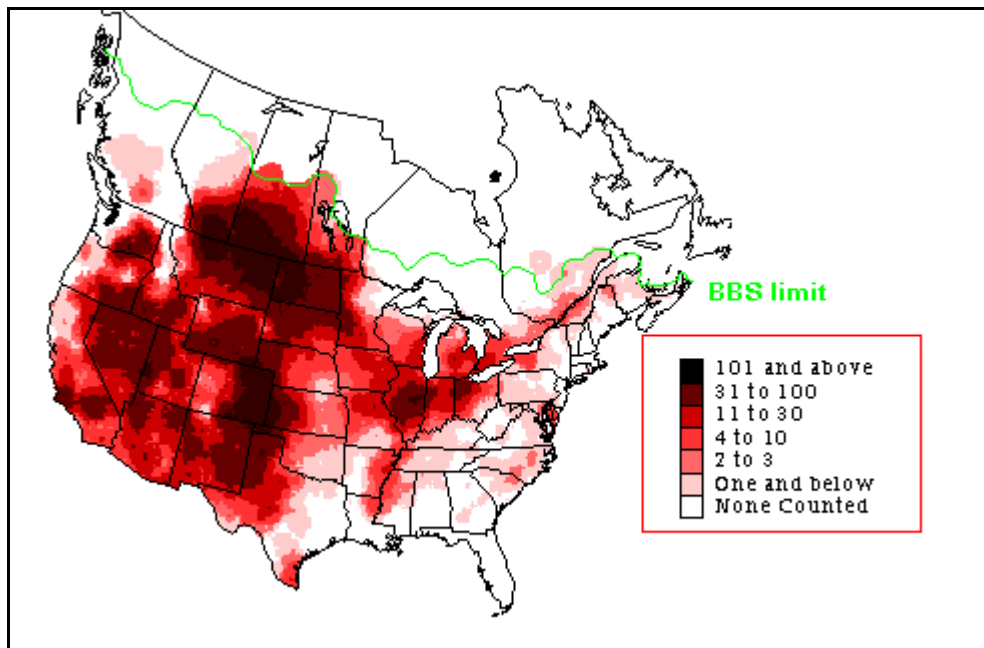 BBS limit
101 and above
31 to 100
11 to 30
4 to 10
2 to 3
One and below
None Counted